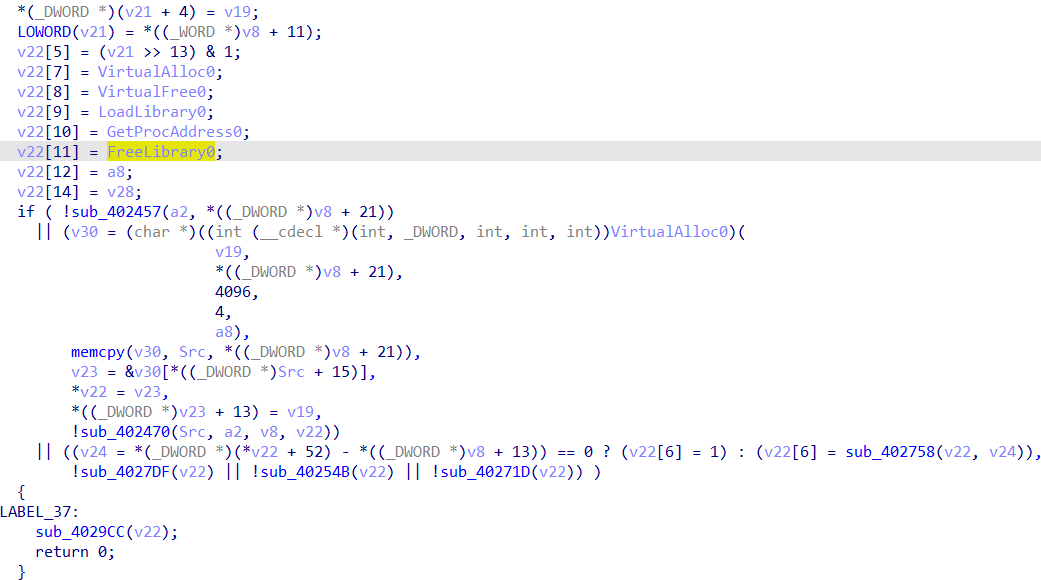 *(_DWORD *)(v21 + 4) = v19;
LOWORD(v21) = *((_WORD *)v8 + 11);
v22[5] = (v21 >> 13) & 1;
v22[7] = VirtualAlloc0;
v22[8] = VirtualFree0;
v22[9] = LoadLibrary0;
v22[10] = GetProcAddress0;
v22[11] = FreeLibrary0;
v22[12] = a8;
v22[14] = v28;
if ( !sub_402457(a2, *((_DWORD *)v8 + 21))
|| (v30 = (char *)((int (__cdecl *)(int, _DWORD, int, int, int))VirtualAlloc0)(
v19,
*((_DWORD *)v8 + 21),
4096,
4,
a8),
memcpy(v30, Src, *((_DWORD *)v8 + 21)),
v23 = &v30[*((_DWORD *)Src + 15)],
*v22 = v23,
*((_DWORD *)v23 + 13) = v19,
!sub_402470(Src, a2, v8, v22))
|| ((v24 = *(_DWORD *)(*v22 + 52) - *((_DWORD *)v8 + 13)) == 0 ? (v22[6] = 1) : (v22[6] = sub_402758(v22, v24)),
!sub_4027DF(v22) || !sub_40254B(v22) || !sub_40271D(v22)) )
{
LABEL_37:
sub_4029CC(v22);
return 0;
}